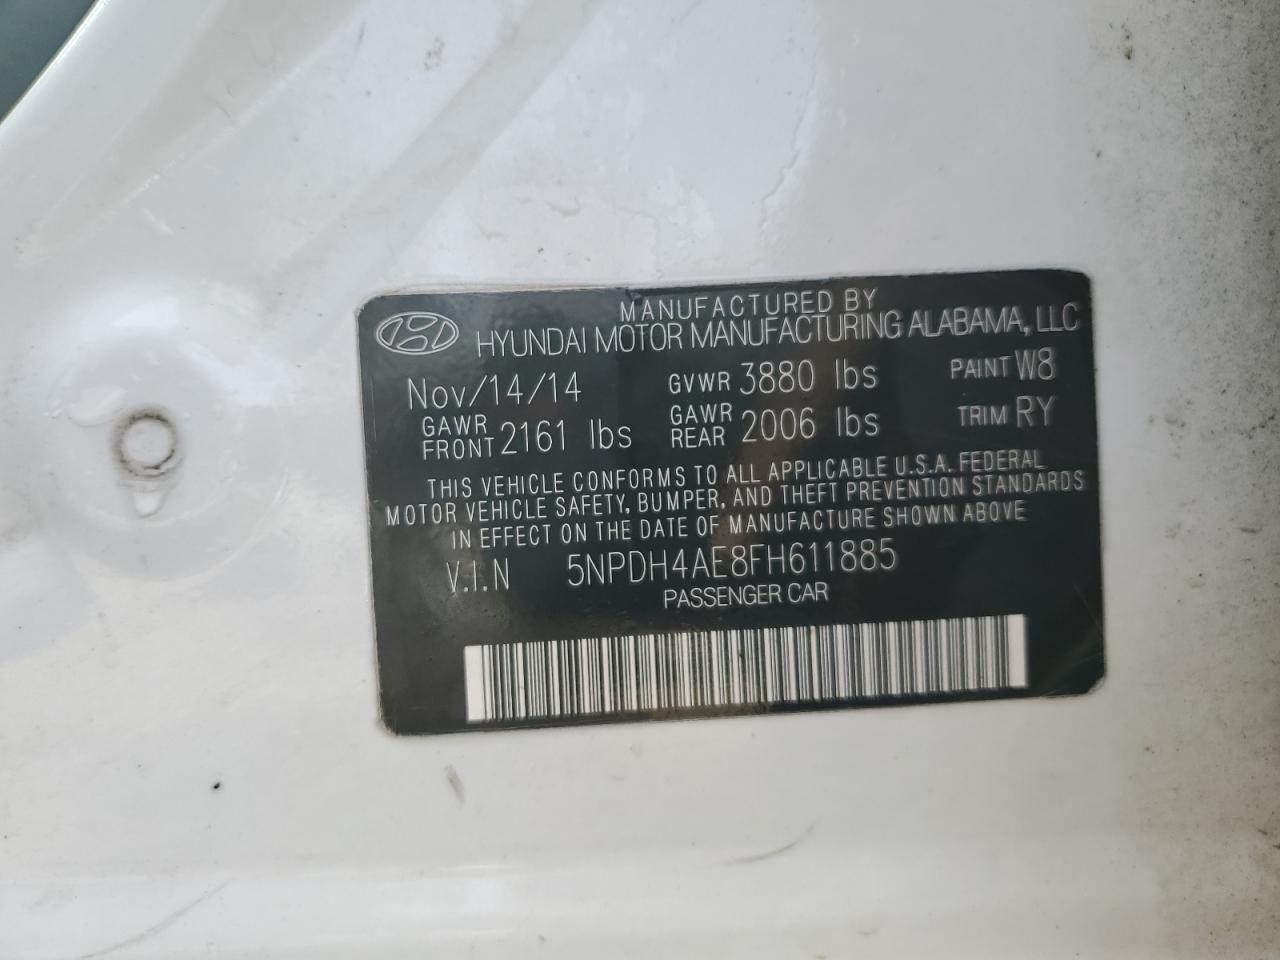 MANUFACTURED BY
HYUNDAI MOTOR MANUFACTURING ALABAMA, LLC
Nov/14/14 GVWR 3880 lbs PAINT W8
GAWR FRONT 2161 lbs GAWR REAR 2006 lbs TRIM RY
THIS VEHICLE CONFORMS TO ALL APPLICABLE U.S.A. FEDERAL
MOTOR VEHICLE SAFETY, BUMPER, AND THEFT PREVENTION STANDARDS
IN EFFECT ON THE DATE OF MANUFACTURE SHOWN ABOVE
V.I.N 5NPDH4AE8FH611885
PASSENGER CAR